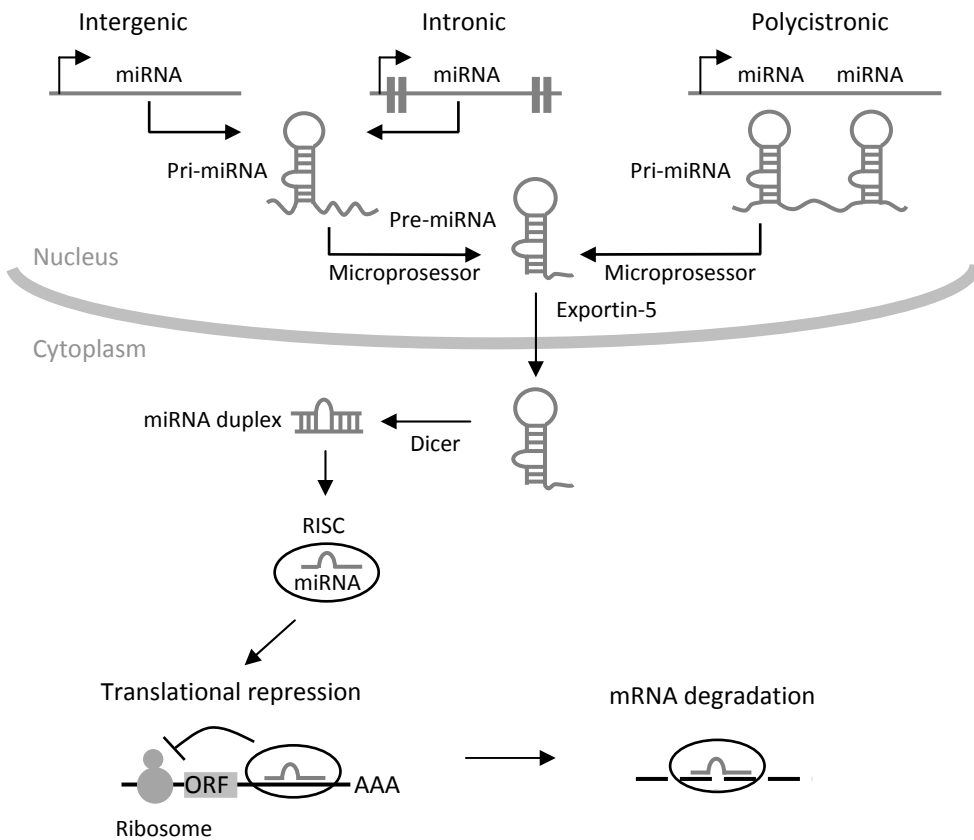 Intergenic
Intronic
Polycistronic
miRNA
miRNA
miRNA
miRNA
Pri-miRNA
Pri-miRNA
Pre-miRNA
Nucleus
Microprosessor
Microprosessor
Exportin-5
Cytoplasm
miRNA duplex
Dicer
RISC
miRNA
Translational repression
mRNA degradation
ORF
AAA
Ribosome